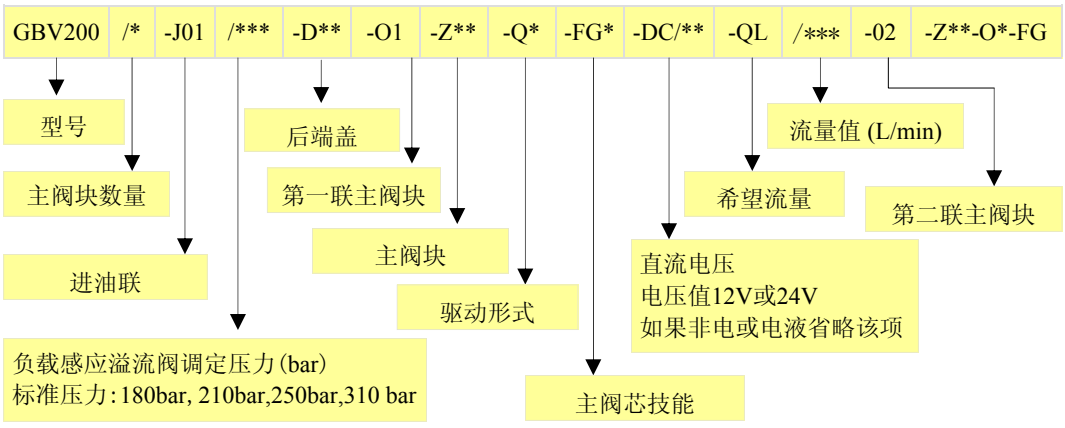 GBV200 /* -J01 /*** -D** -O1 -Z** -Q* -FG* -DC/** -QL /*** -02 -Z**-O*-FG
型号
后端盖
流量值 (L/min)
主阀块数量
第一联主阀块
希望流量
第二联主阀块
进油联
主阀块
直流电压
电压值12V或24V
如果非电或电液省略该项
驱动形式
负载感应溢流阀调定压力(bar)
标准压力:180bar, 210bar,250bar,310 bar
主阀芯技能